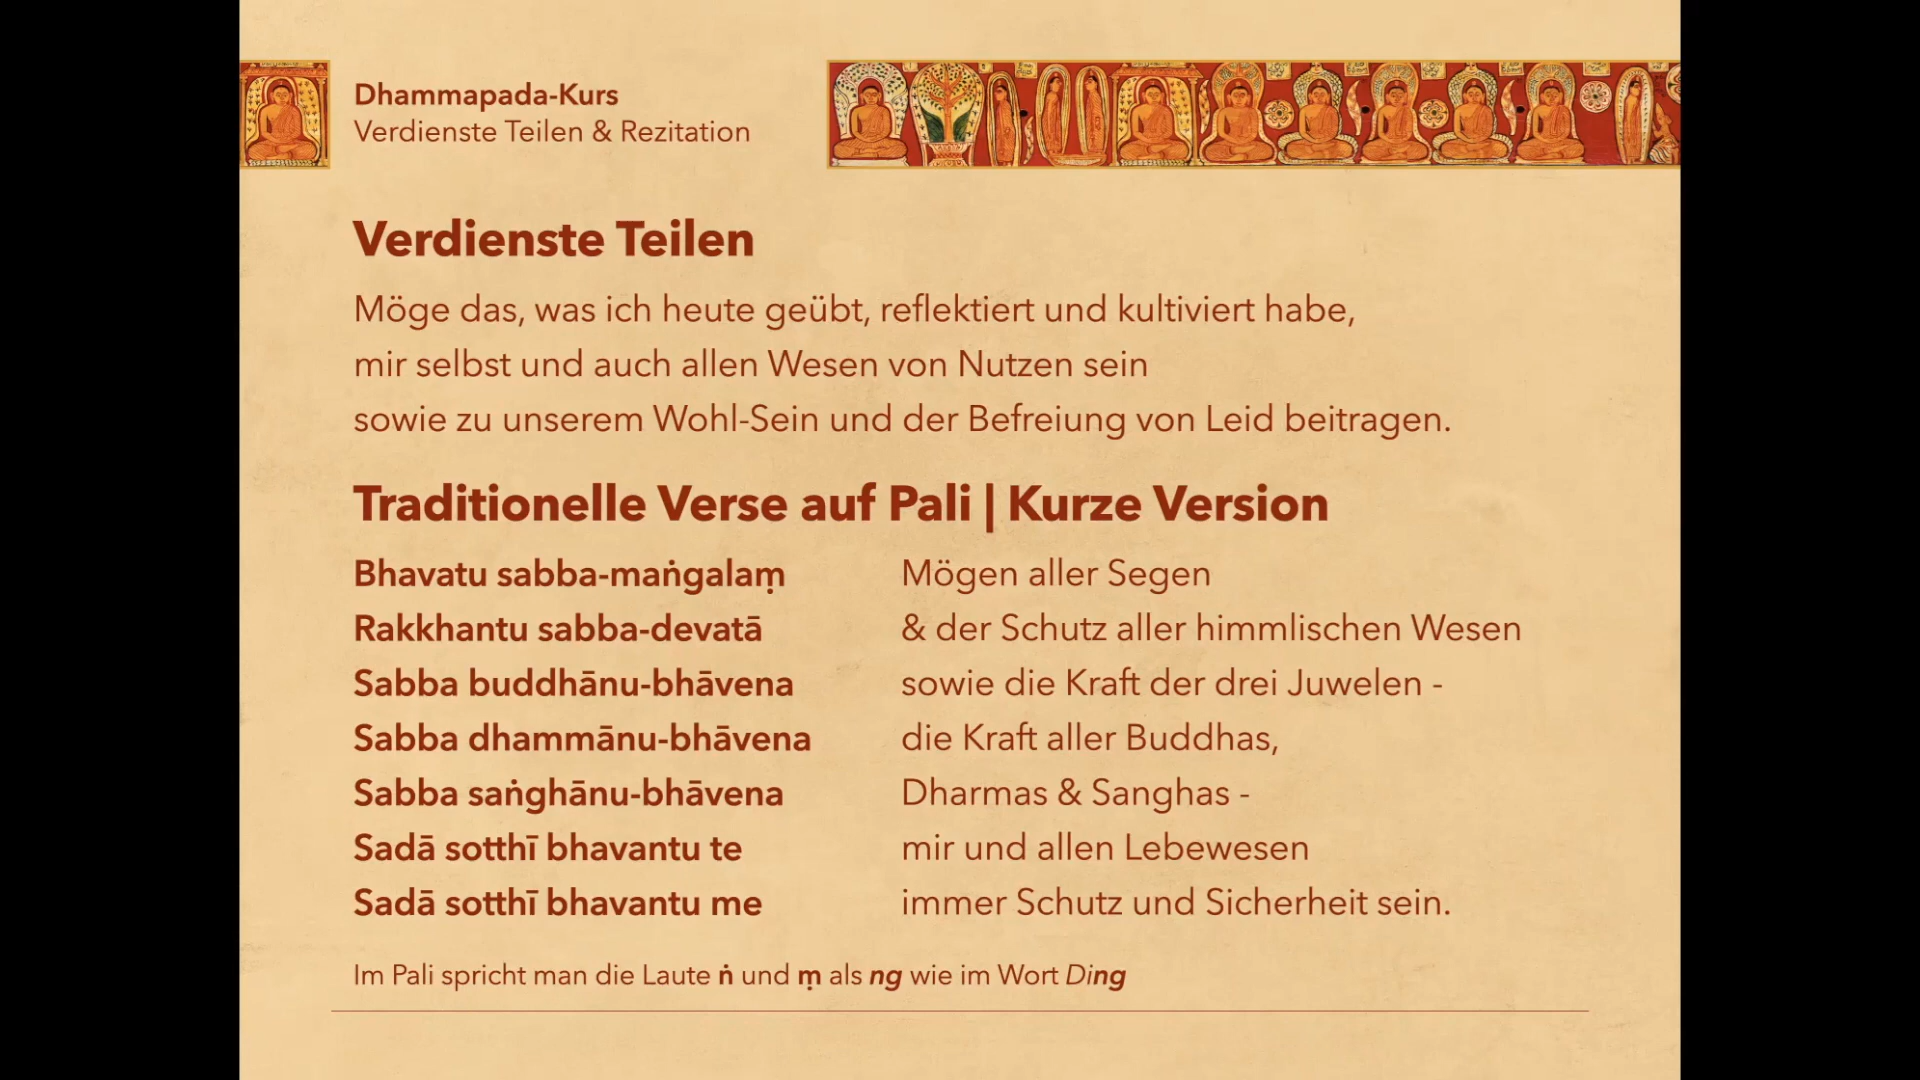 Dhammapada-Kurs
Verdienste Teilen & Rezitation
Verdienste Teilen
Möge das, was ich heute geübt, reflektiert und kultiviert habe,
mir selbst und auch allen Wesen von Nutzen sein
sowie zu unserem Wohl-Sein und der Befreiung von Leid beitragen.
Traditionelle Verse auf Pali | Kurze Version
Bhavatu sabba-maṅgalaṃ Mögen aller Segen
Rakkhantu sabba-devatā & der Schutz aller himmlischen Wesen
Sabba buddhānu-bhāvena sowie die Kraft der drei Juwelen -
Sabba dhammānu-bhāvena die Kraft aller Buddhas,
Sabba saṅghānu-bhāvena Dharmas & Sanghas -
Sadā sotthī bhavantu te mir und allen Lebewesen
Sadā sotthī bhavantu me immer Schutz und Sicherheit sein.
Im Pali spricht man die Laute ṅ und ṃ als ng wie im Wort Ding